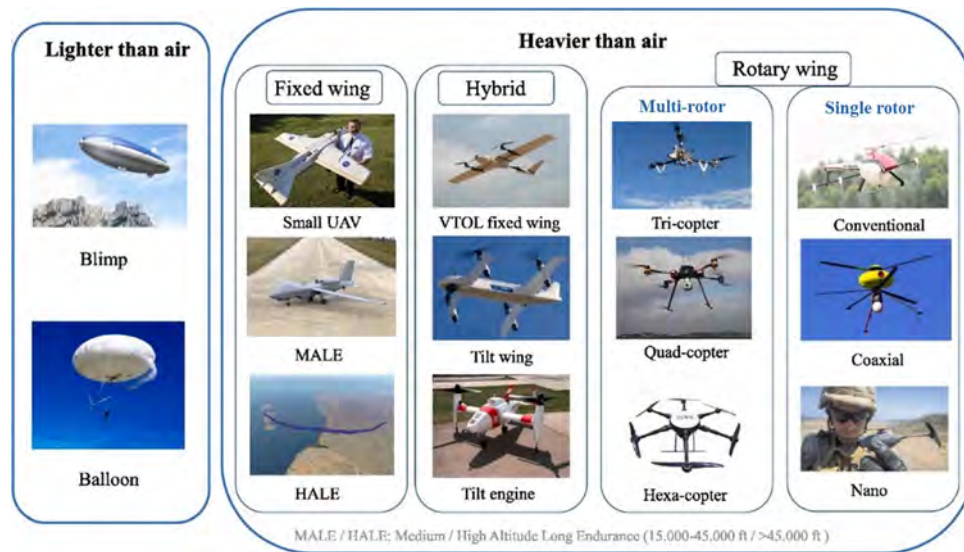 Lighter than air
Blimp
Balloon
Heavier than air
Fixed wing
Small UAV
MALE
HALE
Hybrid
VTOL fixed wing
Tilt wing
Tilt engine
Rotary wing
Multi-rotor
Tri-copter
Quad-copter
Hexa-copter
Single rotor
Conventional
Coaxial
Nano
MALE / HALE: Medium / High Altitude Long Endurance (15.000-45.000 ft / >45.000 ft )